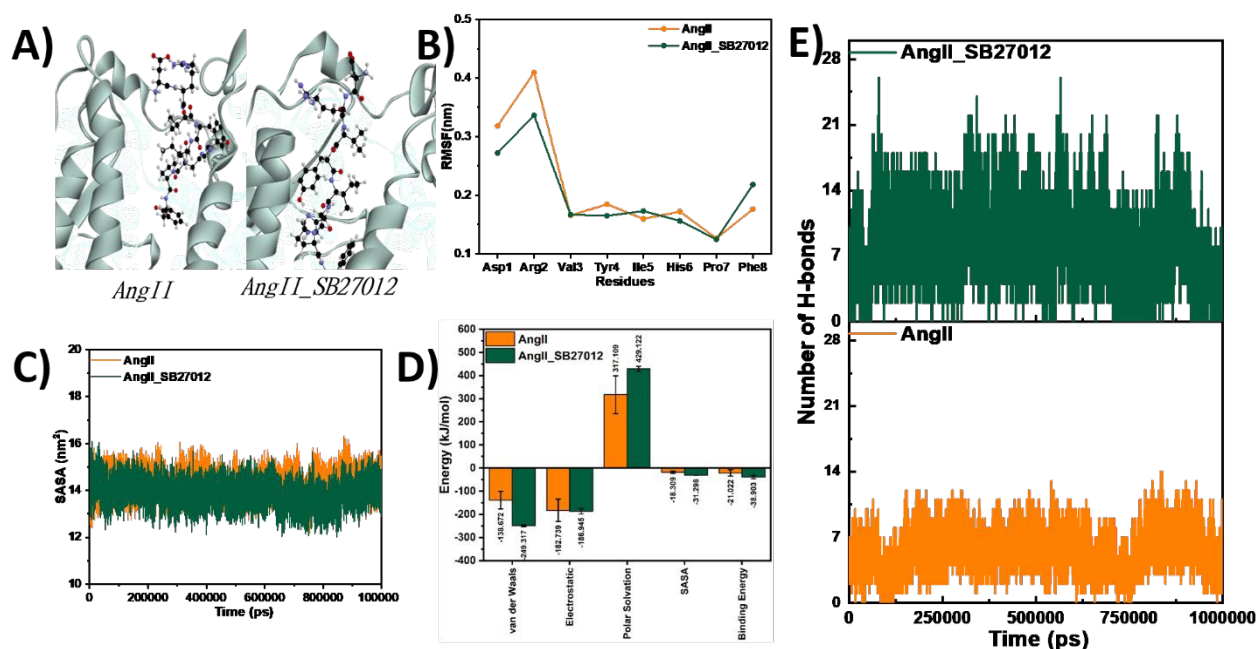 A)
AngII
AngII_SB27012
B)
0.5
0.4
0.3
0.2
0.1
RMSF(nm)
AngII
AngII_SB27012
Asp1 Arg2 Val3 Tyr4 Ile5 His6 Pro7 Phe8
Residues
C)
20
18
16
14
12
10
SASA (nm²)
AngII
AngII_SB27012
0 200000 400000 600000 800000 100000
Time (ps)
D)
600
500
400
300
200
100
0
-100
-200
-300
-400
Energy (kJ/mol)
AngII
AngII_SB27012
-138.672
-249.317
-182.739
-186.945
317.109
429.122
-18.309
-31.298
-21.022
-38.903
van der Waals
Electrostatic
Polar Solvation
SASA
Binding Energy
E)
Number of H-bonds
28
21
14
7
0
AngII_SB27012
28
21
14
7
0
AngII
0 250000 500000 750000 1000000
Time (ps)